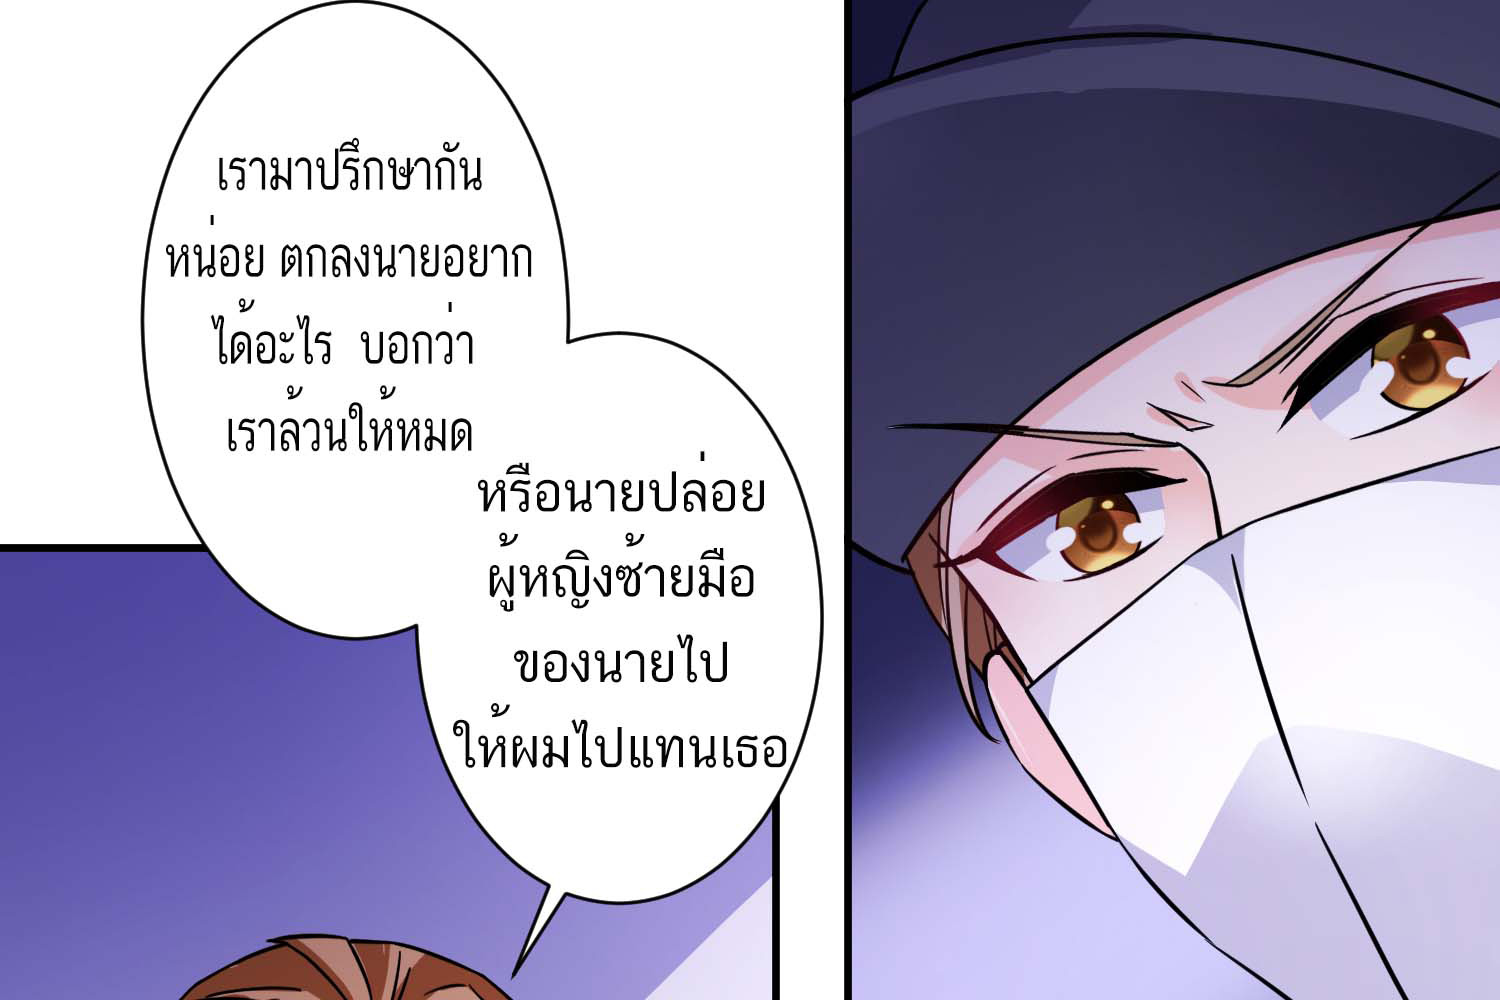 เรามาปรึกษากัน
หน่อย ตกลงนายอยาก
ได้อะไร บอกว่า
เราล้วนให้หมด
หรือนายปล่อย
ผู้หญิงซ้ายมือ
ของนายไป
ให้ผมไปแทนเธอ